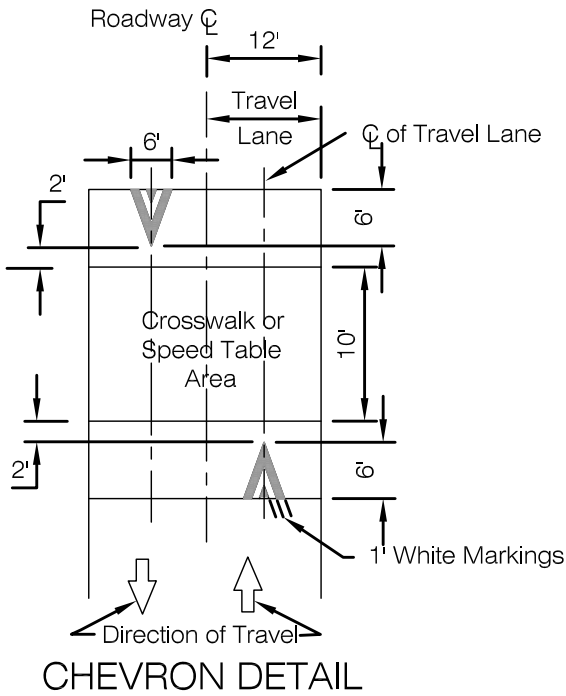 Roadway ℄
12'
Travel
Lane
℄ of Travel Lane
6'
2'
6'
Crosswalk or
Speed Table
Area
10'
2'
6'
1' White Markings
Direction of Travel
CHEVRON DETAIL